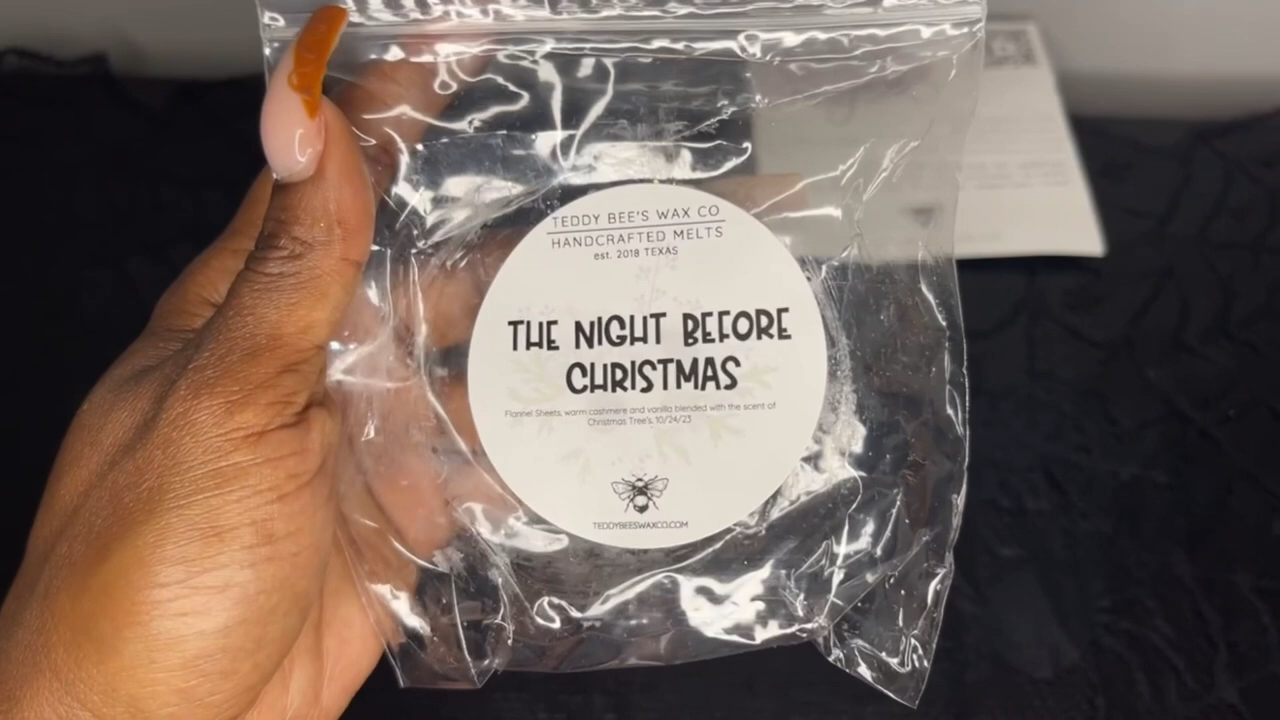 TEDDY BEE'S WAX CO
HANDCRAFTED MELTS
est. 2018 TEXAS
THE NIGHT BEFORE
CHRISTMAS
Flannel Sheets, warm cashmere and vanilla blended with the scent of
Christmas Tree's. 10/24/23
TEDDYBEESWAXCO.COM